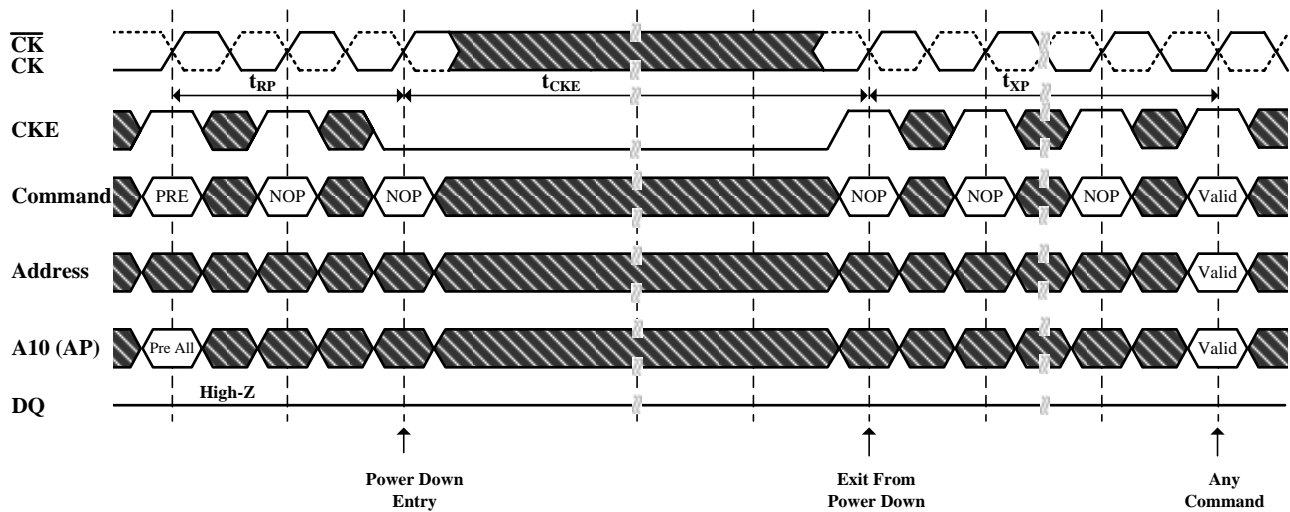 CK
CK
tRP
tCKE
tXP
CKE
Command
PRE
NOP
NOP
NOP
NOP
NOP
Valid
Address
Valid
A10 (AP)
Pre All
Valid
High-Z
DQ
Power Down
Entry
Exit From
Power Down
Any
Command